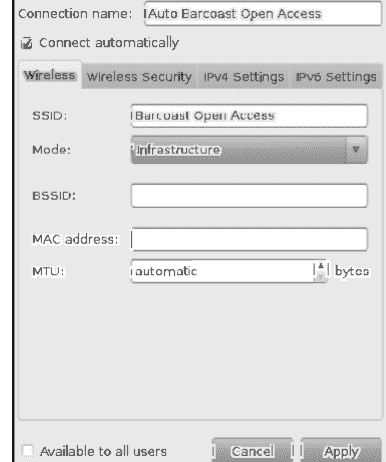 Connection name: Auto Barcoast Open Access
Connect automatically
Wireless Wireless Security IPv4 Settings IPv6 Settings
SSID: Barcoast Open Access
Mode: Infrastructure
BSSID:
MAC address:
MTU: automatic bytes
Available to all users Cancel Apply